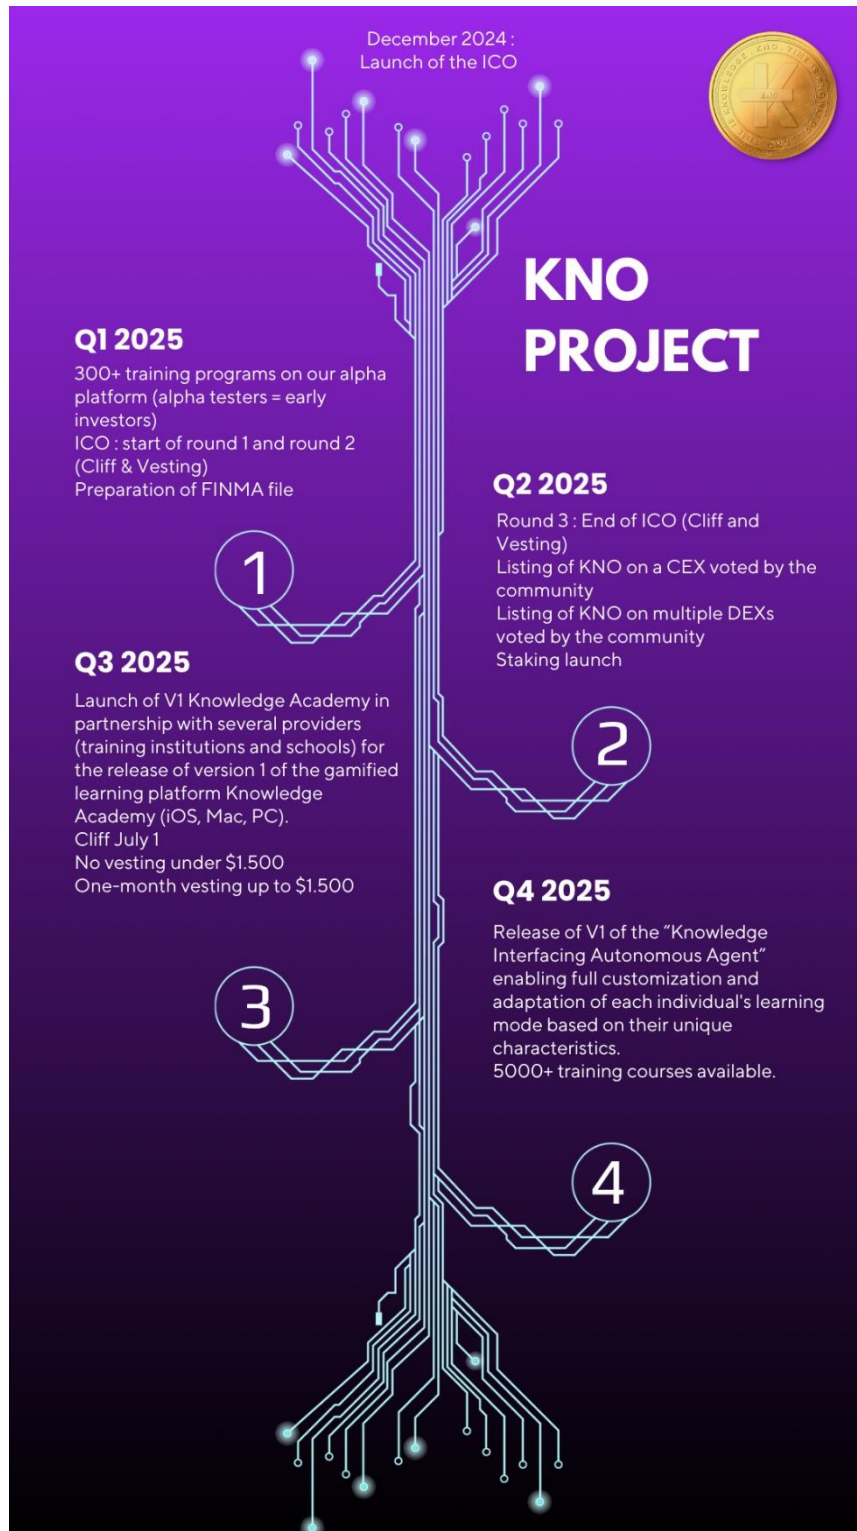 December 2024 :
Launch of the ICO
KNO
PROJECT
Q1 2025
300+ training programs on our alpha
platform (alpha testers = early
investors)
ICO : start of round 1 and round 2
(Cliff & Vesting)
Preparation of FINMA file
1
Q2 2025
Round 3 : End of ICO (Cliff and
Vesting)
Listing of KNO on a CEX voted by the
community
Listing of KNO on multiple DEXs
voted by the community
Staking launch
2
Q3 2025
Launch of V1 Knowledge Academy in
partnership with several providers
(training institutions and schools) for
the release of version 1 of the gamified
learning platform Knowledge
Academy (iOS, Mac, PC).
Cliff July 1
No vesting under $1.500
One-month vesting up to $1.500
3
Q4 2025
Release of V1 of the “Knowledge
Interfacing Autonomous Agent”
enabling full customization and
adaptation of each individual's learning
mode based on their unique
characteristics.
5000+ training courses available.
4